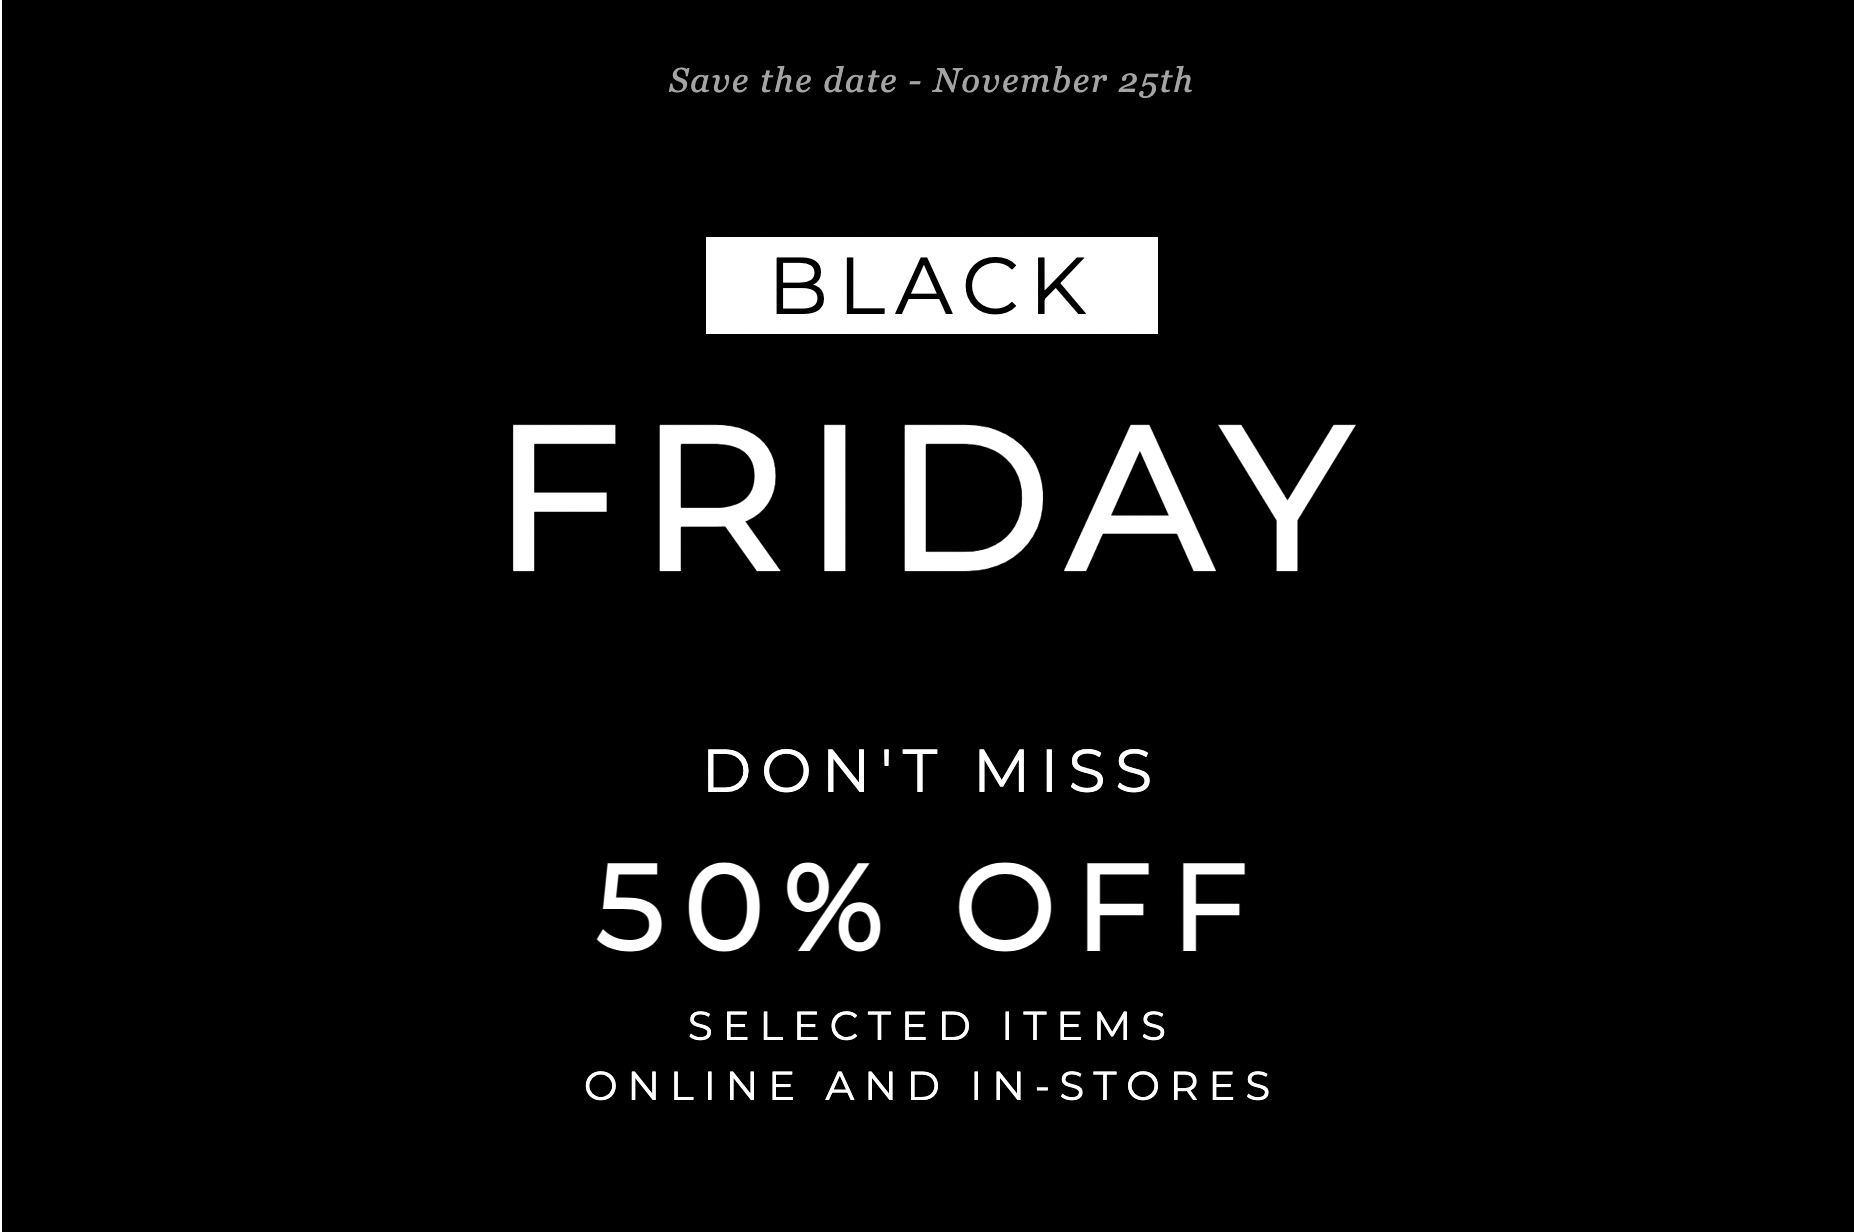 Save the date - November 25th
BLACK
FRIDAY
DON'T MISS
50% OFF
SELECTED ITEMS
ONLINE AND IN-STORES